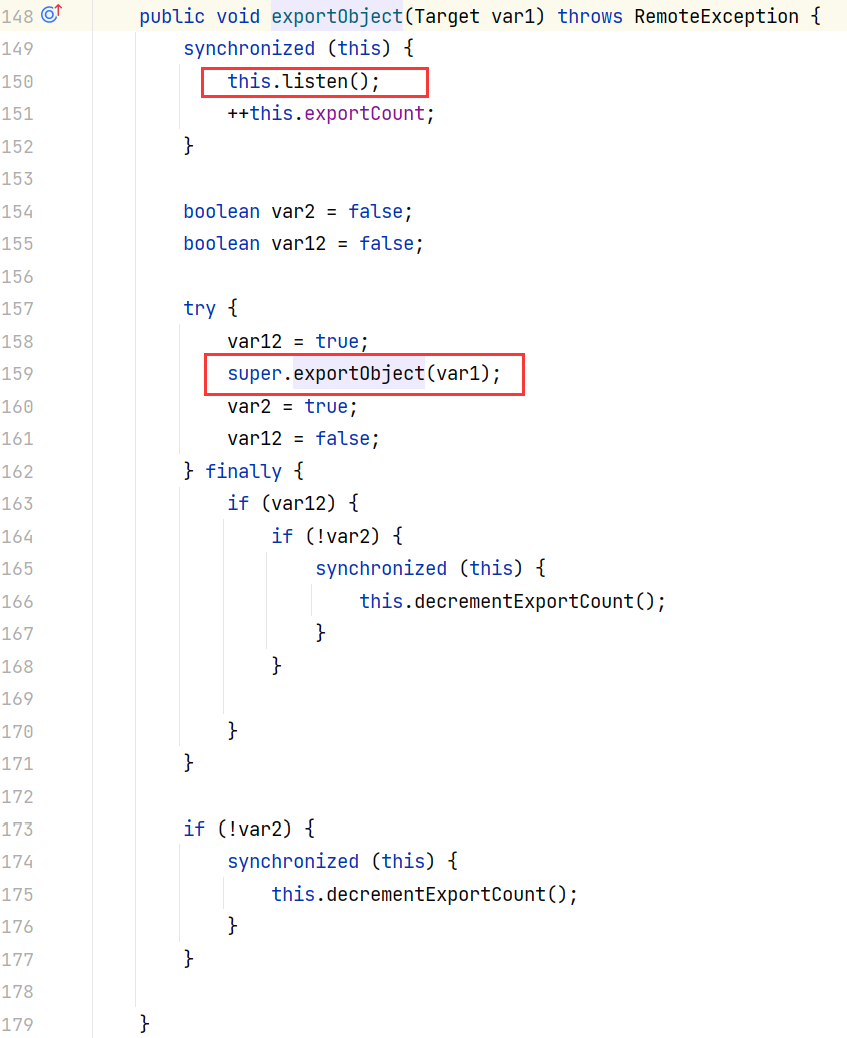 148 public void exportObject(Target var1) throws RemoteException {
149 synchronized (this) {
150 this.listen();
151 ++this.exportCount;
152 }
153
154 boolean var2 = false;
155 boolean var12 = false;
156
157 try {
158 var12 = true;
159 super.exportObject(var1);
160 var2 = true;
161 var12 = false;
162 } finally {
163 if (var12) {
164 if (!var2) {
165 synchronized (this) {
166 this.decrementExportCount();
167 }
168 }
169
170 }
171 }
172
173 if (!var2) {
174 synchronized (this) {
175 this.decrementExportCount();
176 }
177 }
178
179 }